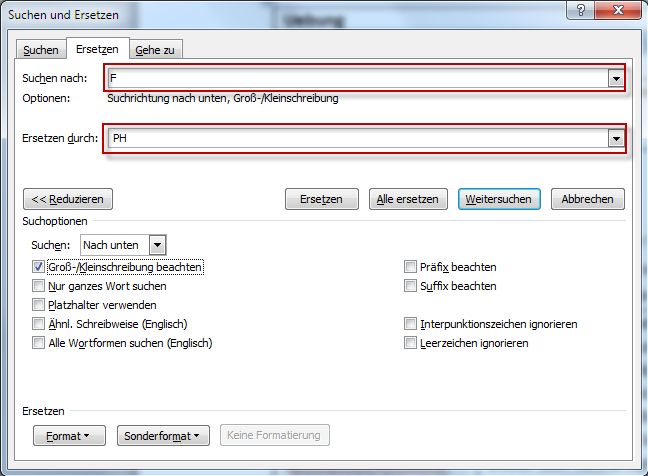 Uebung
Suchen und Ersetzen
Suchen Ersetzen Gehe zu
Suchen nach: F
Optionen: Suchrichtung nach unten, Groß-/Kleinschreibung
Ersetzen durch: PH
<< Reduzieren Ersetzen Alle ersetzen Weitersuchen Abbrechen
Suchoptionen
Suchen: Nach unten
Groß-/Kleinschreibung beachten Präfix beachten
Nur ganzes Wort suchen Suffix beachten
Platzhalter verwenden
Ähnl. Schreibweise (Englisch) Interpunktionszeichen ignorieren
Alle Wortformen suchen (Englisch) Leerzeichen ignorieren
Ersetzen
Format Sonderformat Keine Formatierung